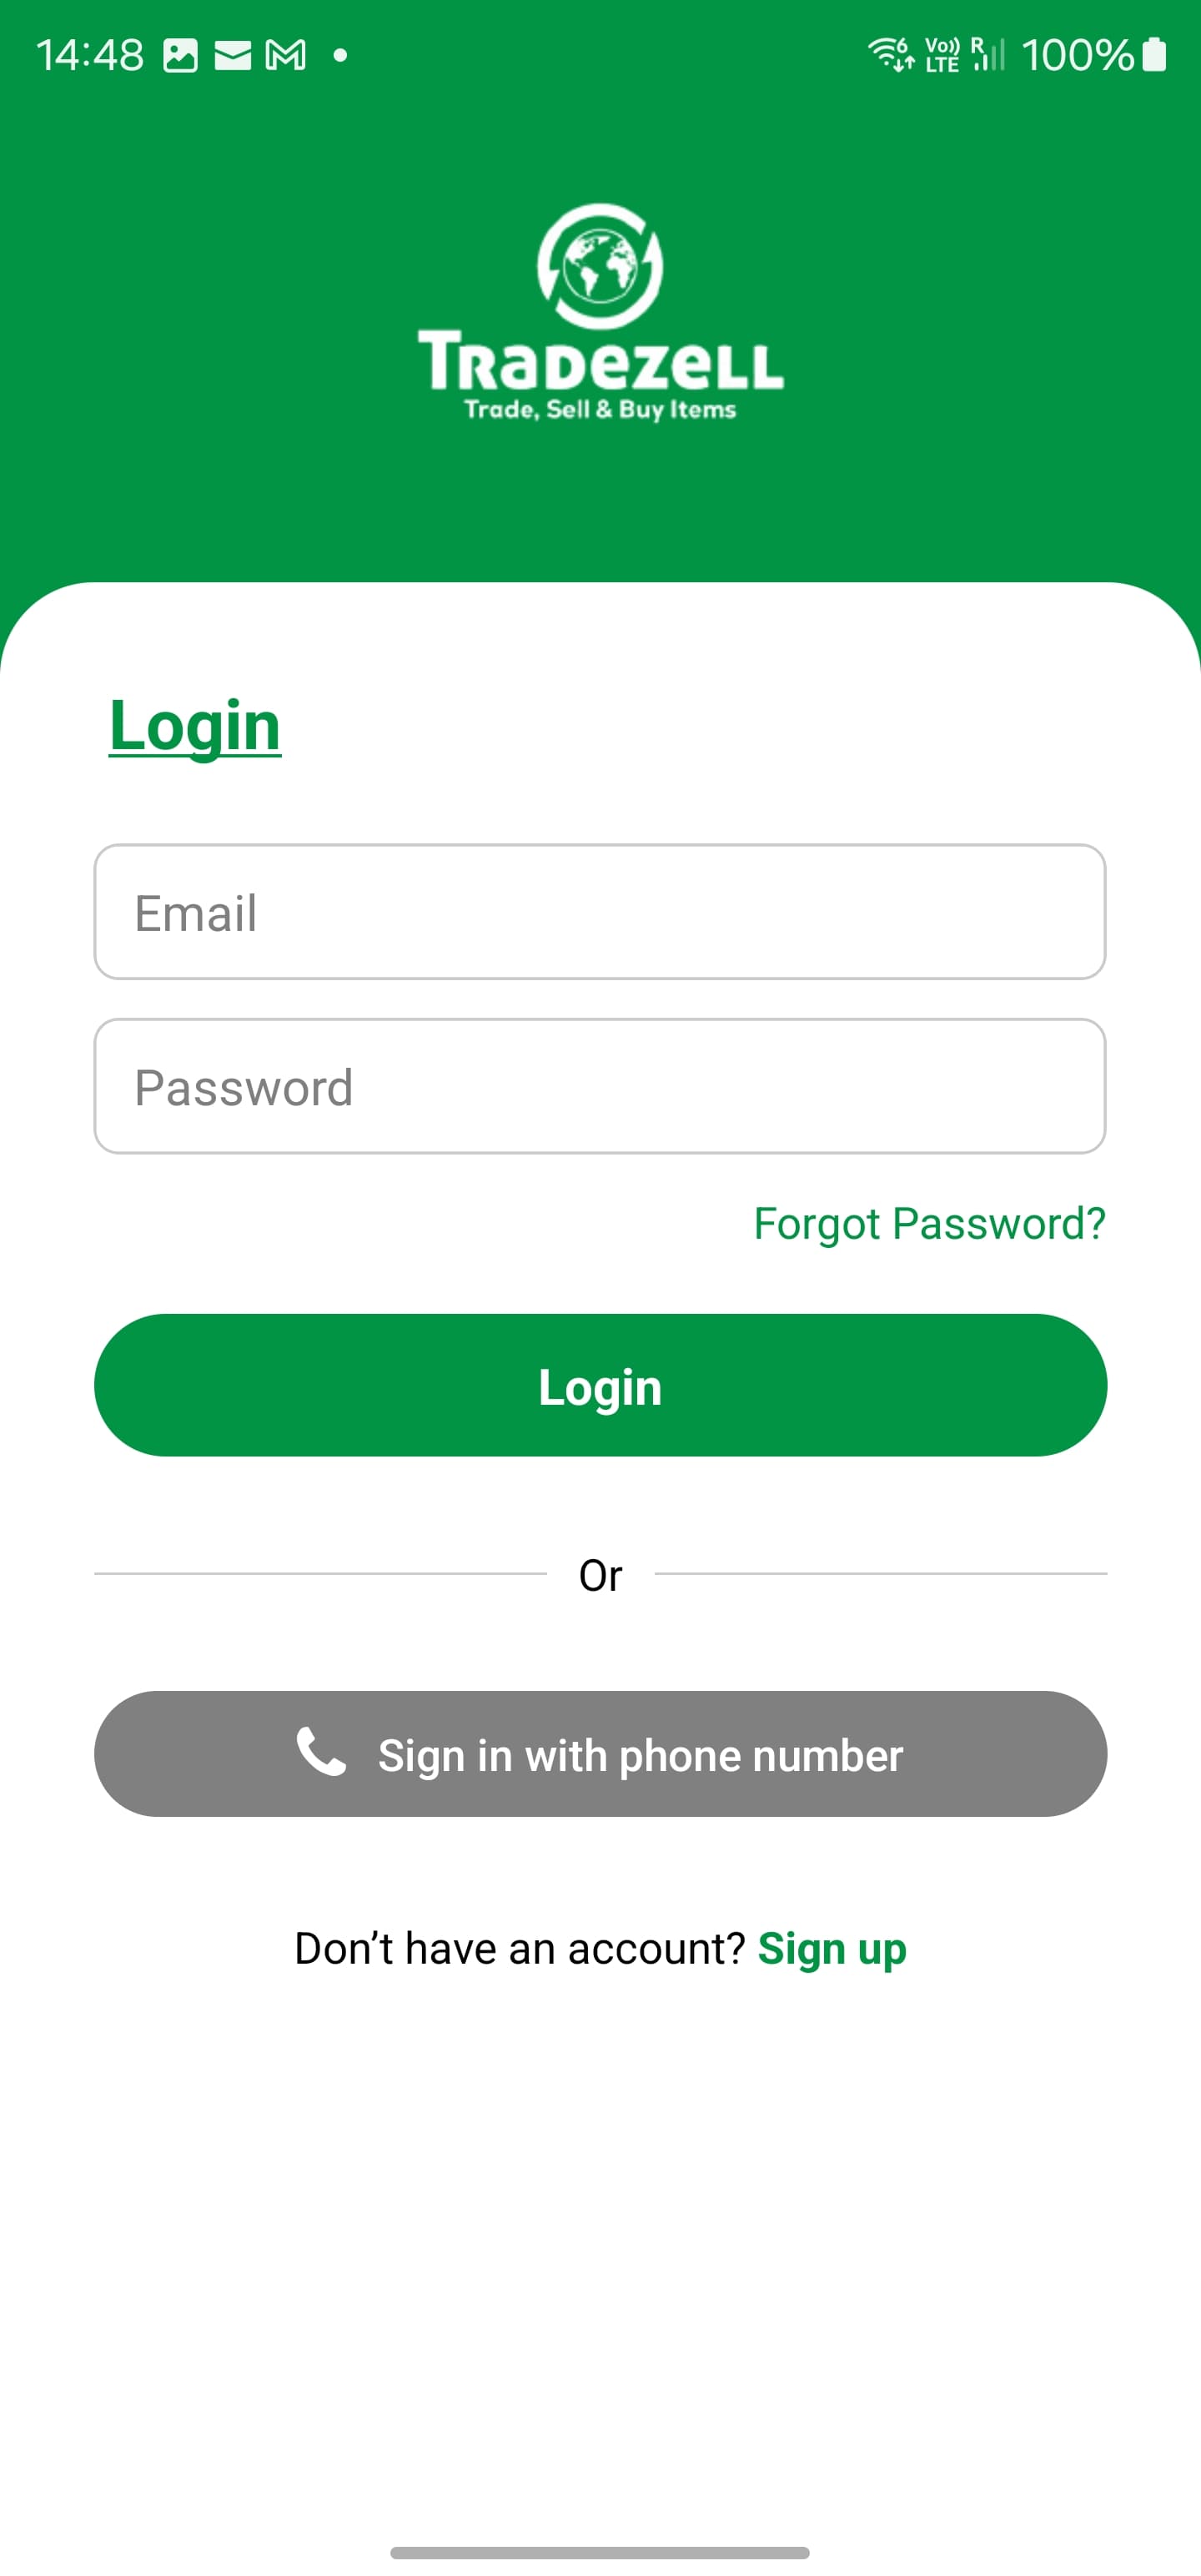 14:48 Vo)) LTE R 100%
6
TRaDezeLL
Trade, Sell & Buy Items
Login
Email
Password
Forgot Password?
Login
Or
Sign in with phone number
Don’t have an account? Sign up